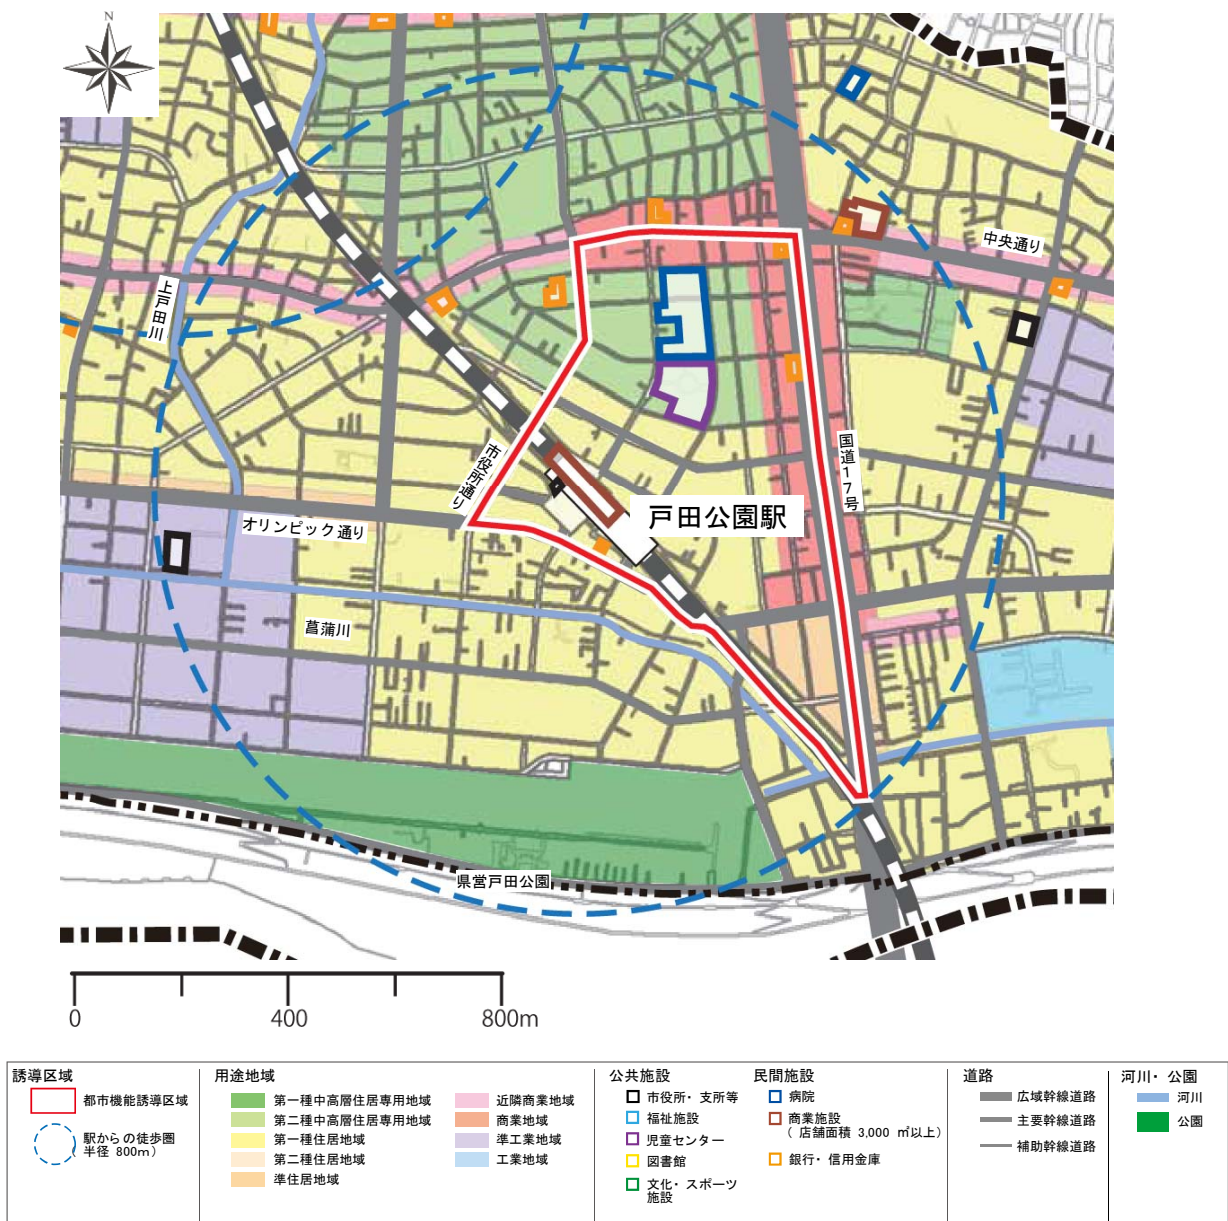 N
中央通り
上戸田川
市役所通り
国道17号
戸田公園駅
オリンピック通り
菖蒲川
県営戸田公園
0 400 800m
誘導区域
都市機能誘導区域
駅からの徒歩圏
(半径 800m)
用途地域
第一種中高層住居専用地域
第二種中高層住居専用地域
第一種住居地域
第二種住居地域
準住居地域
近隣商業地域
商業地域
準工業地域
工業地域
公共施設
市役所・支所等
福祉施設
児童センター
図書館
文化・スポーツ
施設
民間施設
病院
商業施設
(店舗面積 3,000 ㎡以上)
銀行・信用金庫
道路
広域幹線道路
主要幹線道路
補助幹線道路
河川・公園
河川
公園